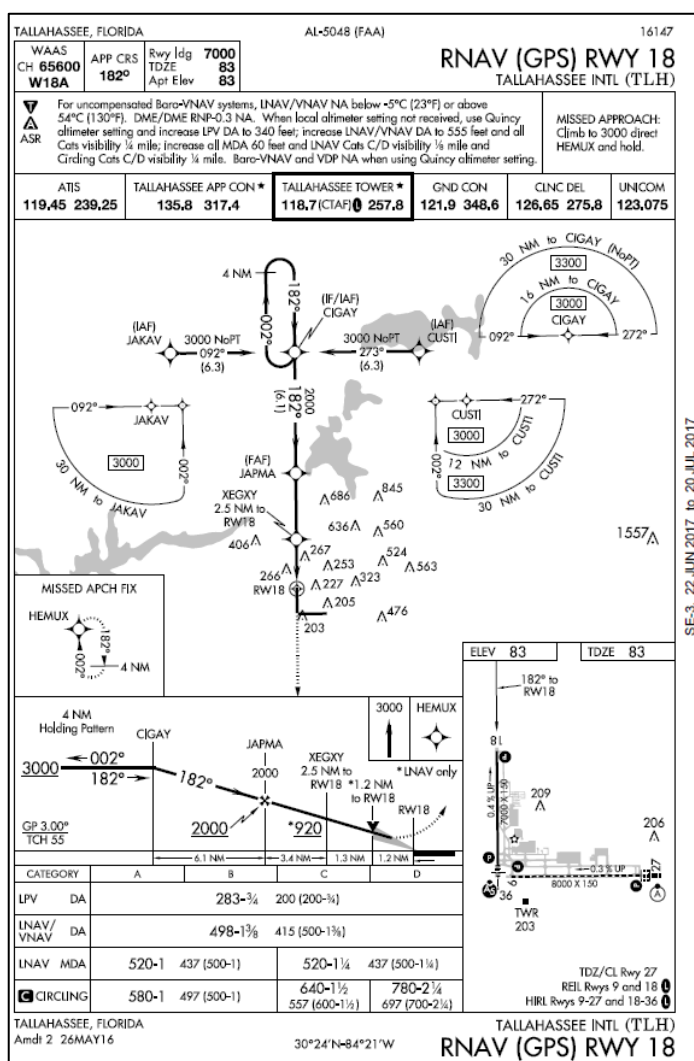 TALLAHASSEE, FLORIDA
AL-5048 (FAA)
16147
WAAS
CH 65600
W18A
APP CRS
182°
Rwy ldg 7000
TDZE 83
Apt Elev 83
RNAV (GPS) RWY 18
TALLAHASSEE INTL (TLH)
T
A
ASR
For uncompensated Baro-VNAV systems, LNAV/VNAV NA below -5°C (23°F) or above
54°C (130°F). DME/DME RNP-0.3 NA. When local altimeter setting not received, use Quincy
altimeter setting and increase LPV DA to 340 feet; increase LNAV/VNAV DA to 555 feet and all
Cats visibility ¼ mile; increase all MDA 60 feet and LNAV Cats C/D visibility ⅛ mile and
Circling Cats C/D visibility ¼ mile. Baro-VNAV and VDP NA when using Quincy altimeter setting.
MISSED APPROACH:
Climb to 3000 direct
HEMUX and hold.
ATIS
119.45 239.25
TALLAHASSEE APP CON ★
135.8 317.4
TALLAHASSEE TOWER ★
118.7 (CTAF) L 257.8
GND CON
121.9 348.6
CLNC DEL
126.65 275.8
UNICOM
123.075
4 NM
182°
002°
(IF/IAF)
CIGAY
(IAF)
JAKAV
3000 NoPT
092°
(6.3)
3000 NoPT
273°
(6.3)
(IAF)
CUSTI
30 NM to CIGAY (NoPT)
3300
16 NM to CIGAY
3000
CIGAY
092°
272°
2000
182°
(6.1)
092°
JAKAV
3000
002°
30 NM to JAKAV
272°
CUSTI
3000
002°
12 NM to CUSTI
3300
30 NM to CUSTI
(FAF)
JAPMA
XEGXY
2.5 NM to
RW18
686
845
636
560
406
267
524
253
563
266
227
323
RW18
205
476
203
1557
MISSED APCH FIX
HEMUX
182°
002°
4 NM
SE-3, 22 JUN 2017 to 20 JUL 2017
ELEV 83
TDZE 83
182° to
RW18
18
0.4% UP
7000 X 150
209
206
P
0.3 % UP
27
9
8000 X 150
36
A5
A
TWR
203
TDZ/CL Rwy 27
REIL Rwys 9 and 18 L
HIRL Rwys 9-27 and 18-36 L
4 NM
Holding Pattern
CIGAY
3000
002°
182°
182°
JAPMA
2000
XEGXY
2.5 NM to
RW18
*1.2 NM
to RW18
*LNAV only
RW18
3000
HEMUX
GP 3.00°
TCH 55
2000
*920
6.1 NM
3.4 NM
1.3 NM
1.2 NM
CATEGORY A B C D
LPV DA 283-¾ 200 (200-¾)
LNAV/
VNAV DA 498-1⅜ 415 (500-1⅜)
LNAV MDA 520-1 437 (500-1) 520-1¼ 437 (500-1¼)
C CIRCLING 580-1 497 (500-1) 640-1½ 557 (600-1½) 780-2¼ 697 (700-2¼)
TALLAHASSEE, FLORIDA
Amdt 2 26MAY16
30°24'N-84°21'W
TALLAHASSEE INTL (TLH)
RNAV (GPS) RWY 18